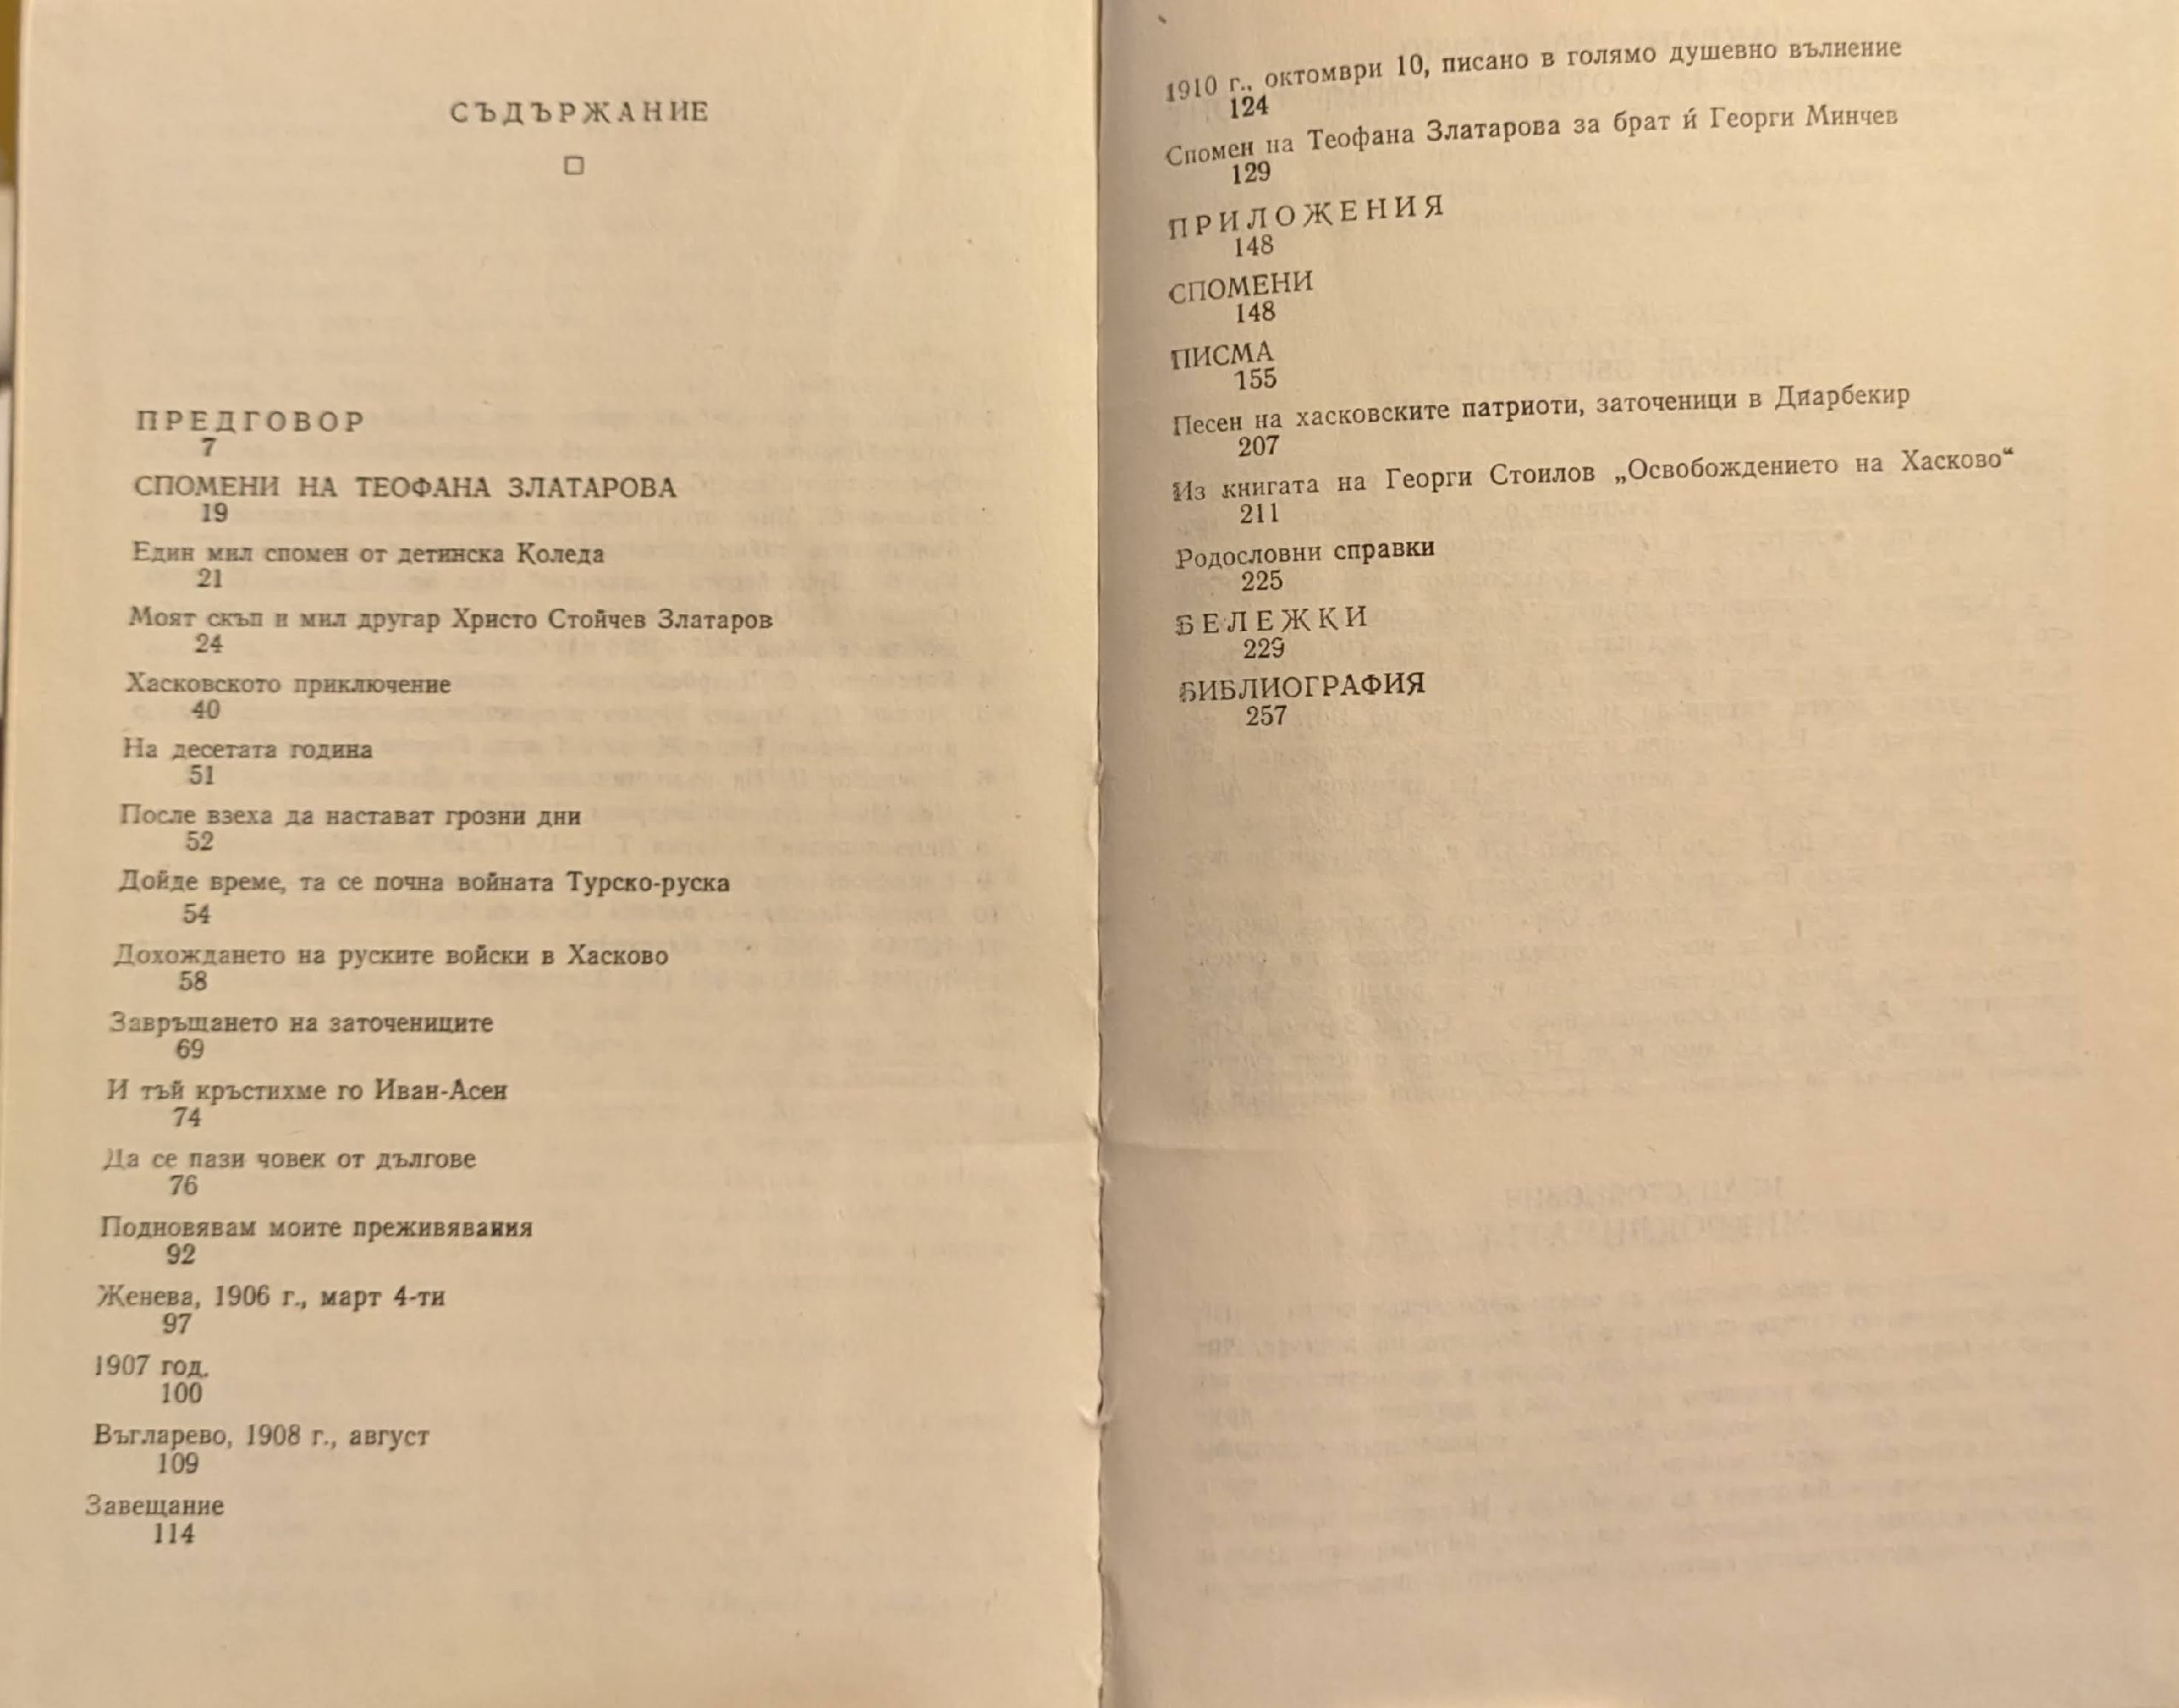 СЪДЪРЖАНИЕ
ПРЕДГОВОР
7
СПОМЕНИ НА ТЕОФАНА ЗЛАТАРОВА
19
Един мил спомен от детинска Коледа
21
Моят скъп и мил другар Христо Стойчев Златаров
24
Хасковското приключение
40
На десетата година
51
После взеха да настават грозни дни
52
Дойде време, та се почна войната Турско-руска
54
Дохождането на руските войски в Хасково
58
Завръщането на заточениците
69
И тъй кръстихме го Иван-Асен
74
Да се пази човек от дългове
76
Подновявам моите преживявания
92
Женева, 1906 г., март 4-ти
97
1907 год.
100
Въгларево, 1908 г., август
109
Завещание
114
1910 г., октомври 10, писано в голямо душевно вълнение
124
Спомен на Теофана Златарова за брат ѝ Георги Минчев
129
ПРИЛОЖЕНИЯ
148
СПОМЕНИ
148
ПИСМА
155
Песен на хасковските патриоти, заточеници в Диарбекир
207
Из книгата на Георги Стоилов „Освобождението на Хасково“
211
Родословни справки
225
БЕЛЕЖКИ
229
БИБЛИОГРАФИЯ
257